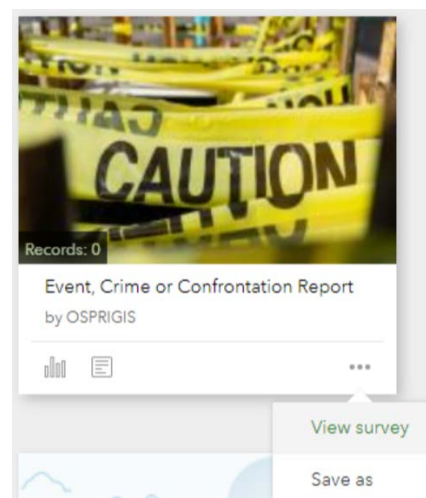 CAUTION
Records: 0
Event, Crime or Confrontation Report
by OSPRIGIS
View survey
Save as